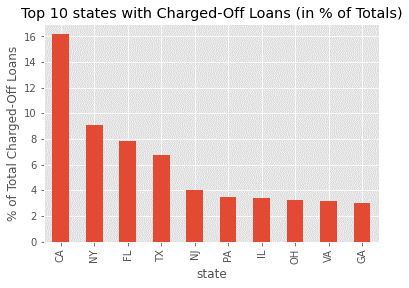 Top 10 states with Charged-Off Loans (in % of Totals)
% of Total Charged-Off Loans
16
14
12
10
8
6
4
2
0
CA
NY
FL
TX
NJ
PA
IL
OH
VA
GA
state